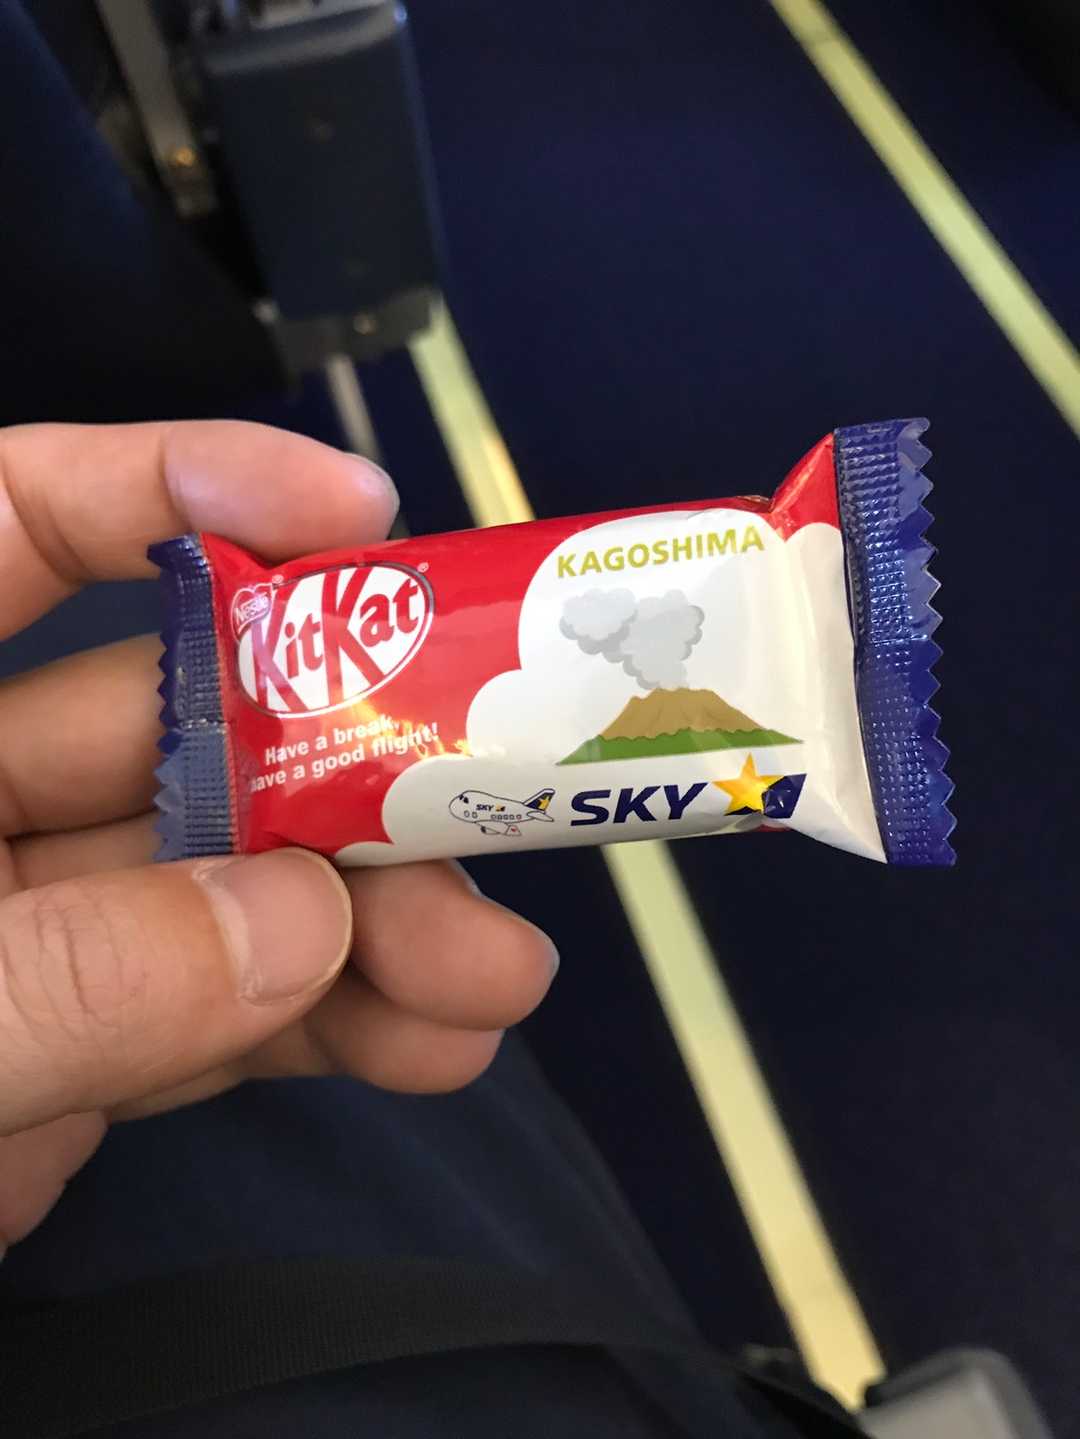 Nestlé
KitKat
Have a break,
have a good flight!
KAGOSHIMA
SKY
SKY